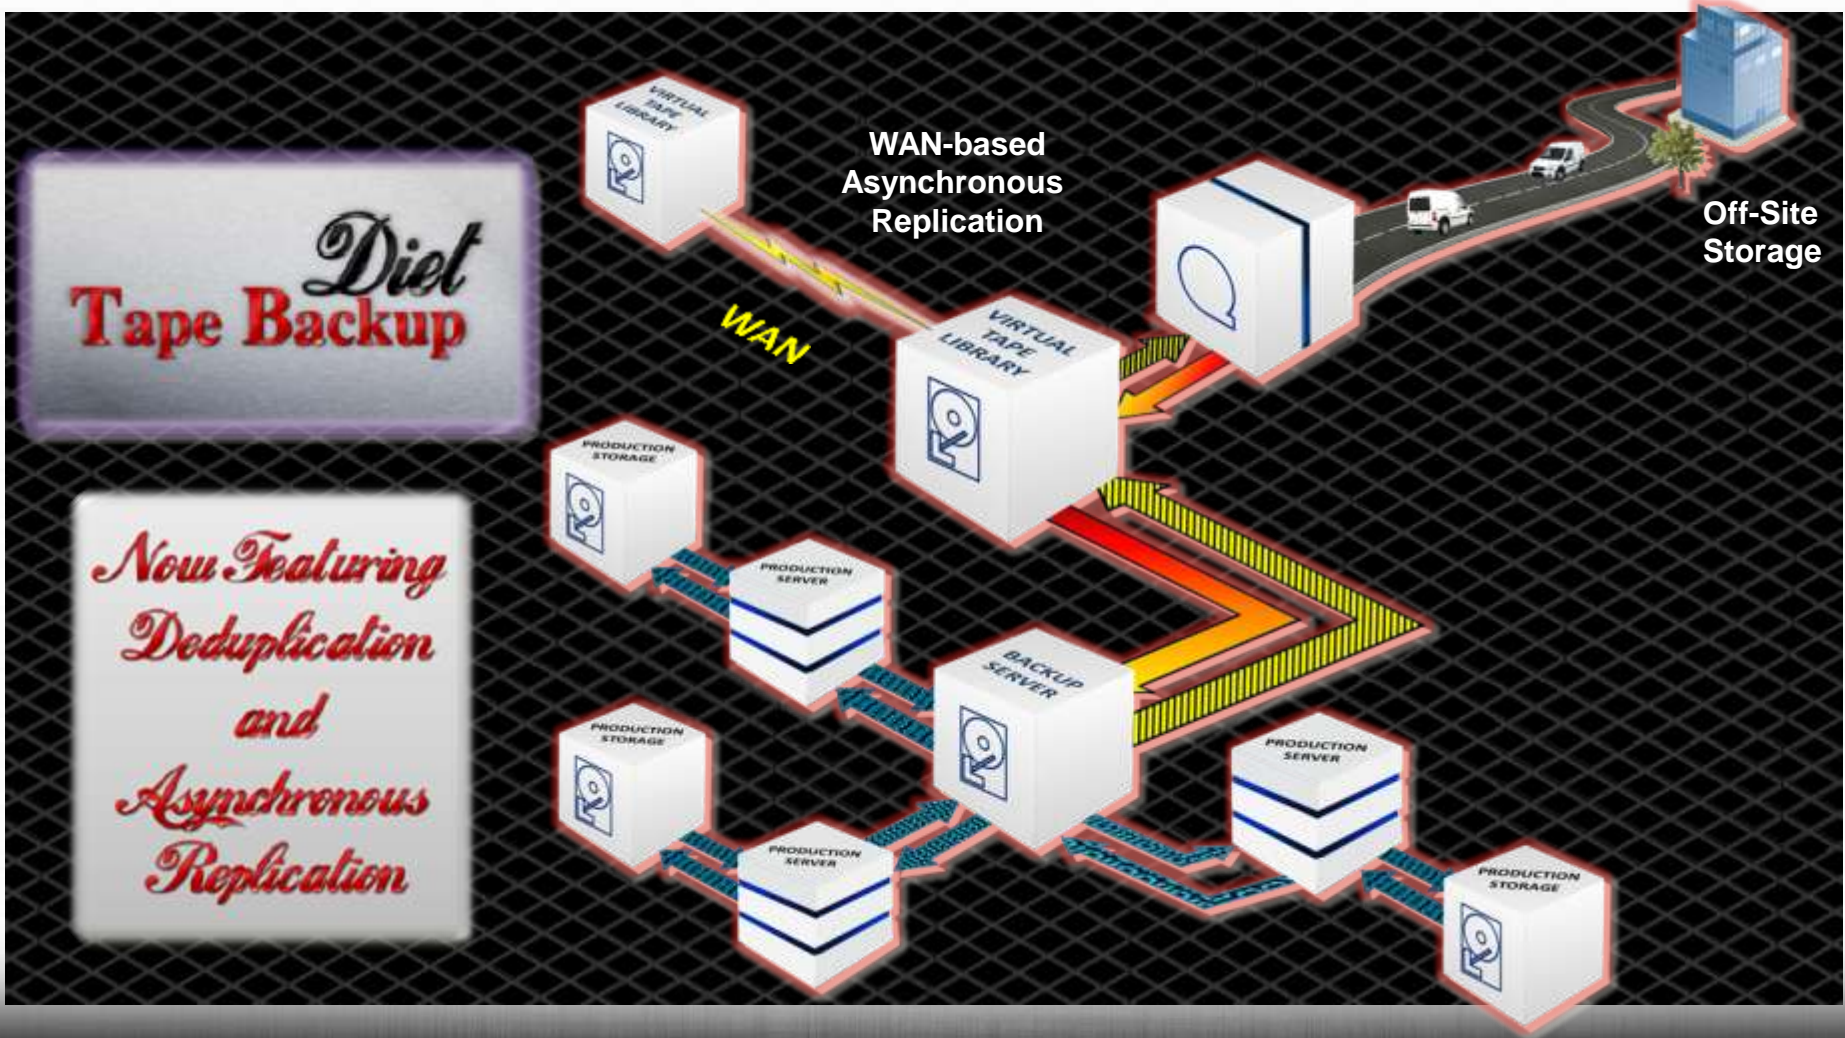 Diet
Tape Backup
Now Featuring
Deduplication
and
Asynchronous
Replication
VIRTUAL
TAPE
LIBRARY
WAN-based
Asynchronous
Replication
Off-Site
Storage
WAN
VIRTUAL
TAPE
LIBRARY
PRODUCTION
STORAGE
PRODUCTION
SERVER
BACKUP
SERVER
PRODUCTION
STORAGE
PRODUCTION
SERVER
PRODUCTION
SERVER
PRODUCTION
STORAGE